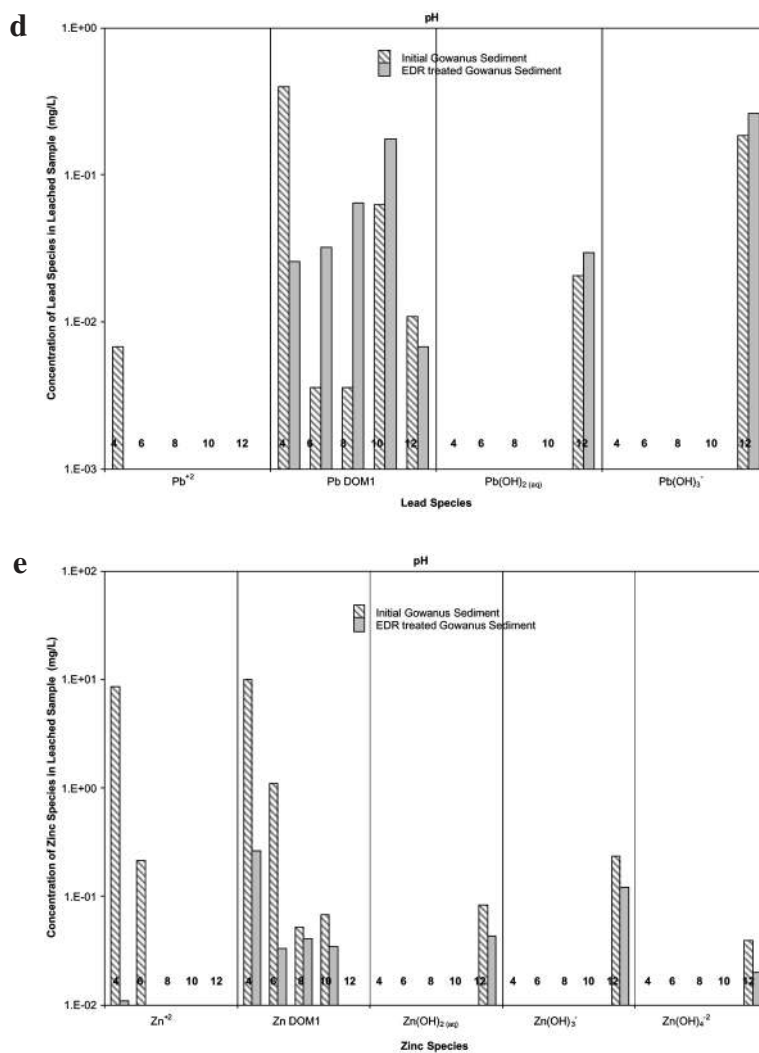 d
pH
1.E+00
Initial Gowanus Sediment
EDR treated Gowanus Sediment
1.E-01
1.E-02
1.E-03
Concentration of Lead Species in Leached Sample (mg/L)
4 6 8 10 12 4 6 8 10 12 4 6 8 10 12 4 6 8 10 12
Pb+2 Pb DOM1 Pb(OH)2 (aq) Pb(OH)3-
Lead Species
e
pH
1.E+02
Initial Gowanus Sediment
EDR treated Gowanus Sediment
1.E+01
1.E+00
1.E-01
1.E-02
Concentration of Zinc Species in Leached Sample (mg/L)
4 6 8 10 12 4 6 8 10 12 4 6 8 10 12 4 6 8 10 12 4 6 8 10 12
Zn+2 Zn DOM1 Zn(OH)2 (aq) Zn(OH)3- Zn(OH)4-2
Zinc Species